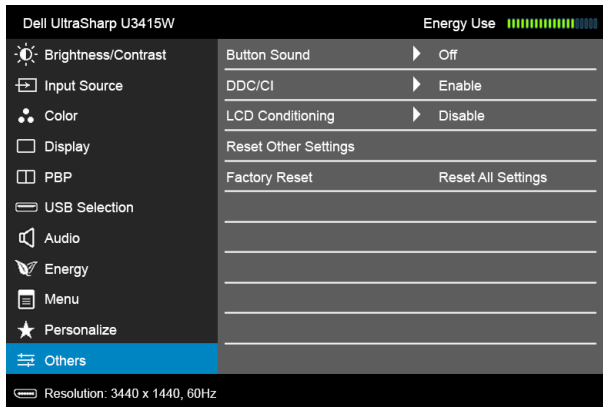 Dell UltraSharp U3415W Energy Use
Brightness/Contrast Button Sound Off
Input Source DDC/CI Enable
Color LCD Conditioning Disable
Display Reset Other Settings
PBP Factory Reset Reset All Settings
USB Selection
Audio
Energy
Menu
Personalize
Others
Resolution: 3440 x 1440, 60Hz